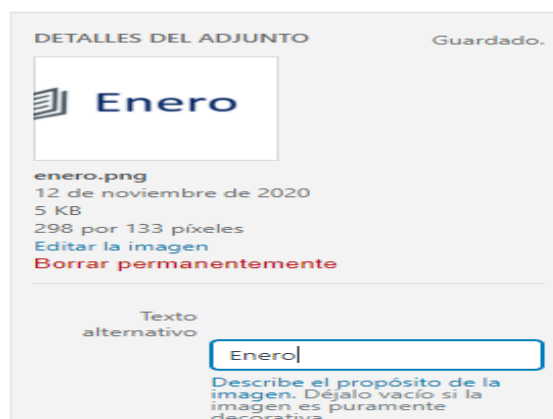 DETALLES DEL ADJUNTO Guardado.
Enero
enero.png
12 de noviembre de 2020
5 KB
298 por 133 píxeles
Editar la imagen
Borrar permanentemente
Texto
alternativo
Enero
Describe el propósito de la
imagen. Déjalo vacío si la
imagen es puramente
decorativa.